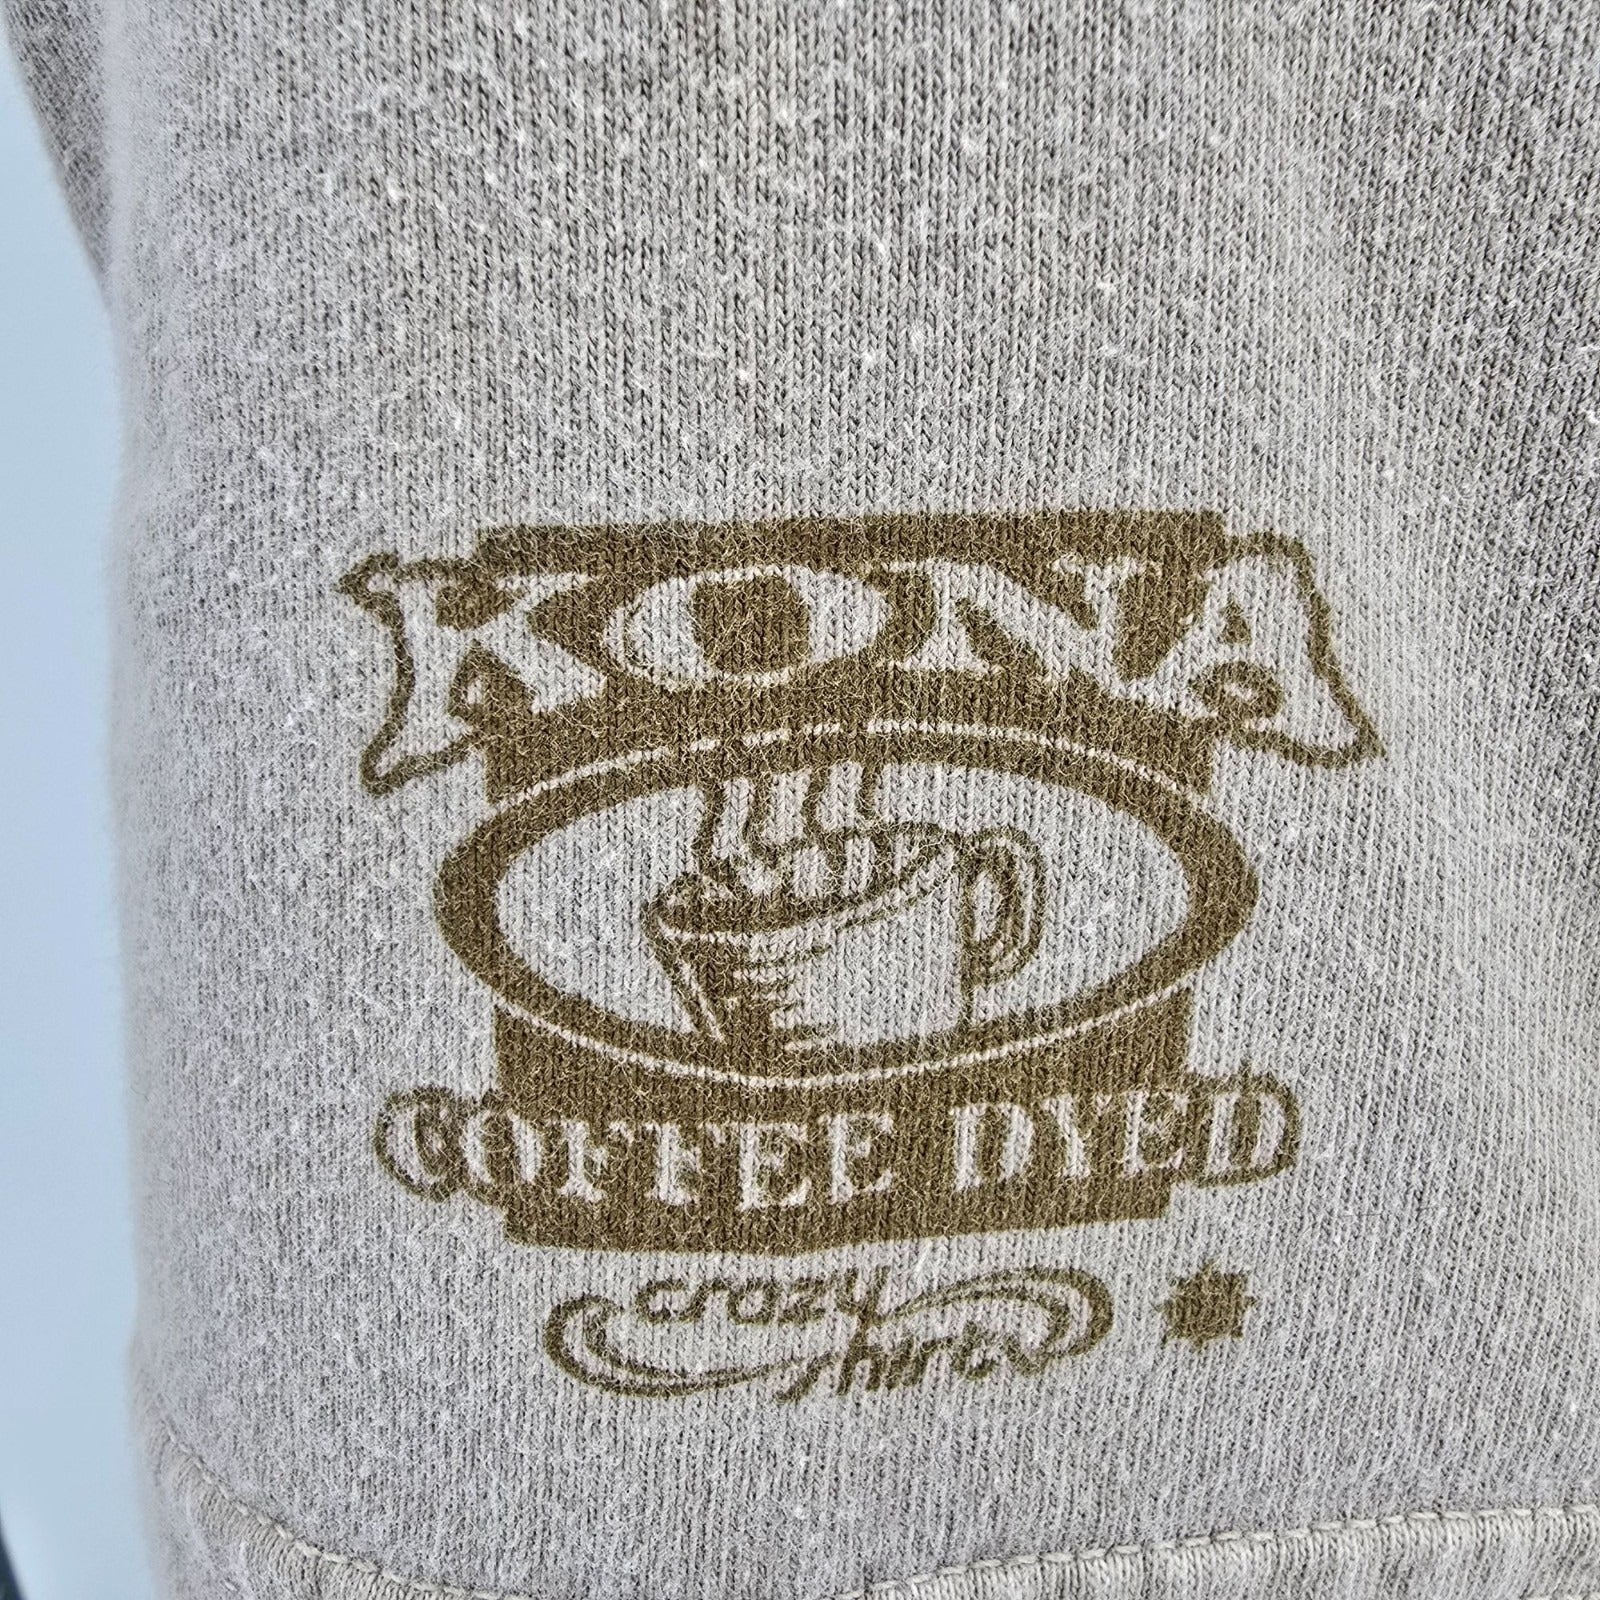 KONA
COFFEE DYED
crazy
shirts